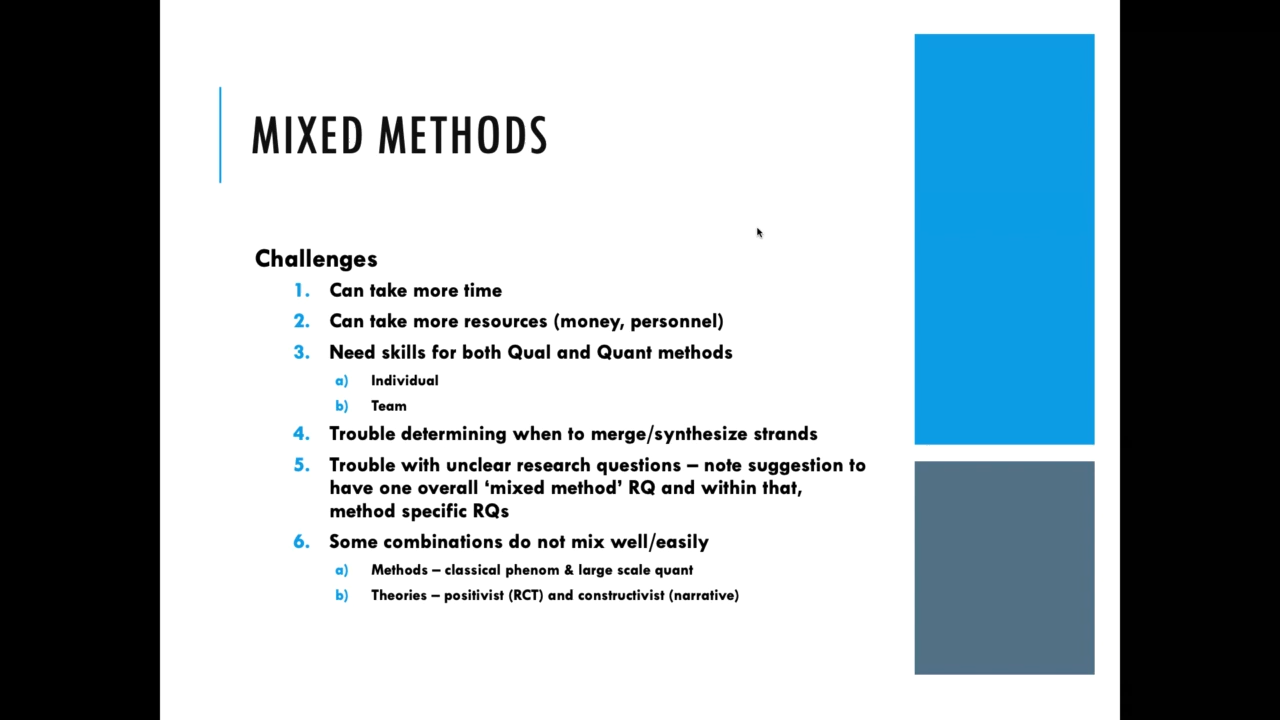 MIXED METHODS
Challenges
1. Can take more time
2. Can take more resources (money, personnel)
3. Need skills for both Qual and Quant methods
a) Individual
b) Team
4. Trouble determining when to merge/synthesize strands
5. Trouble with unclear research questions – note suggestion to
have one overall ‘mixed method’ RQ and within that,
method specific RQs
6. Some combinations do not mix well/easily
a) Methods – classical phenom & large scale quant
b) Theories – positivist (RCT) and constructivist (narrative)